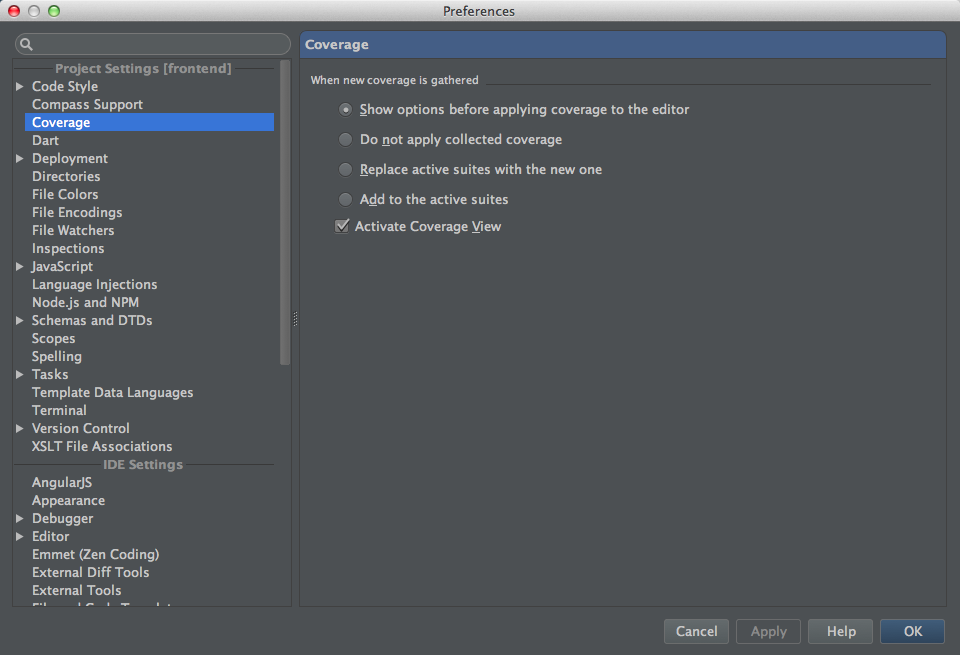 Preferences
Project Settings [frontend]
Code Style
Compass Support
Coverage
Dart
Deployment
Directories
File Colors
File Encodings
File Watchers
Inspections
JavaScript
Language Injections
Node.js and NPM
Schemas and DTDs
Scopes
Spelling
Tasks
Template Data Languages
Terminal
Version Control
XSLT File Associations
IDE Settings
AngularJS
Appearance
Debugger
Editor
Emmet (Zen Coding)
External Diff Tools
External Tools
Coverage
When new coverage is gathered
Show options before applying coverage to the editor
Do not apply collected coverage
Replace active suites with the new one
Add to the active suites
Activate Coverage View
Cancel
Apply
Help
OK